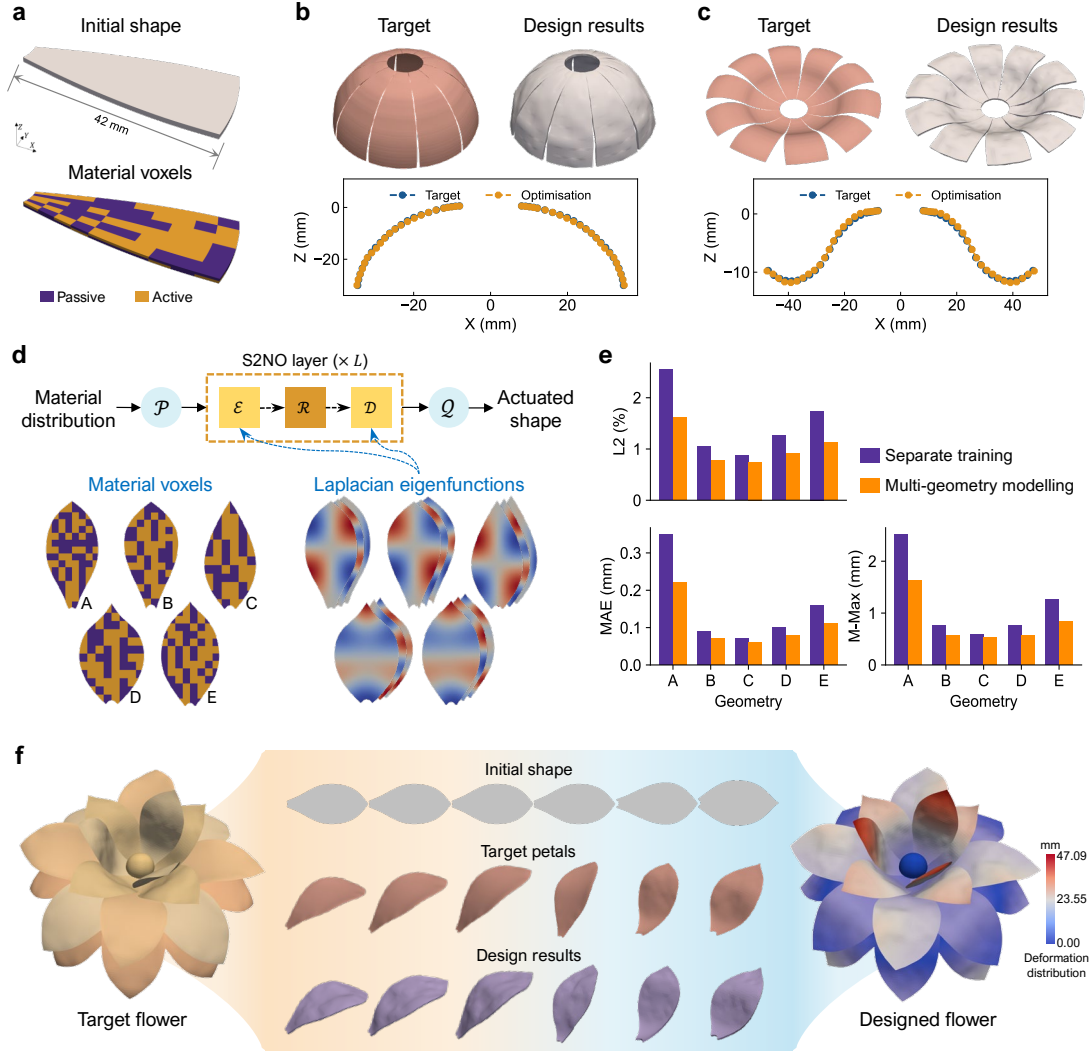 a
Initial shape
42 mm
Z
Y
X
Material voxels
Passive
Active
b
Target
Design results
Target
Optimisation
Z (mm)
0
−20
−20
0
20
X (mm)
c
Target
Design results
Target
Optimisation
Z (mm)
0
−5
−10
−40
−20
0
20
40
X (mm)
d
S2NO layer (× L)
Material
distribution
𝒫
ℰ
ℛ
𝒟
𝒬
Actuated
shape
Material voxels
A
B
C
D
E
Laplacian eigenfunctions
e
L2 (%)
2
1
0
Separate training
Multi-geometry modelling
MAE (mm)
0.3
0.2
0.1
0.0
A B C D E
Geometry
M-Max (mm)
2
1
0
A B C D E
Geometry
f
Initial shape
Target petals
Design results
Target flower
Designed flower
mm
47.09
23.55
0.00
Deformation
distribution